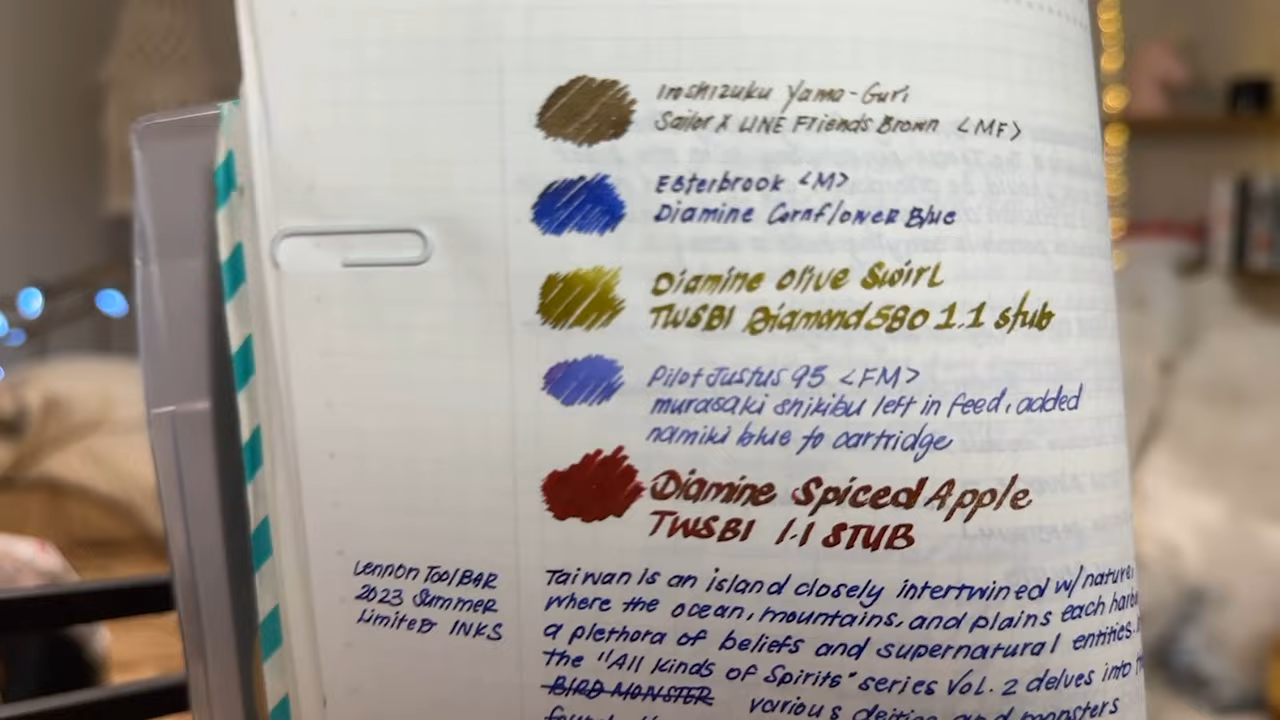 Iroshizuku Yama-Guri
Sailor X LINE Friends Brown <MF>
Esterbrook <M>
Diamine Cornflower Blue
Diamine Olive Swirl
TWSBI Diamond 580 1.1 stub
Pilot Justus 95 <FM>
murasaki shikibu left in feed, added
namiki blue to cartridge
Diamine Spiced Apple
TWSBI 1.1 STUB
Lennon ToolBAR
2023 Summer
Limited INKS
Taiwan is an island closely intertwined w/ nature,
where the ocean, mountains, and plains each
a plethora of beliefs and supernatural entities.
the "All kinds of Spirits" series Vol. 2 delves into
BIRD MONSTER various deities and monsters